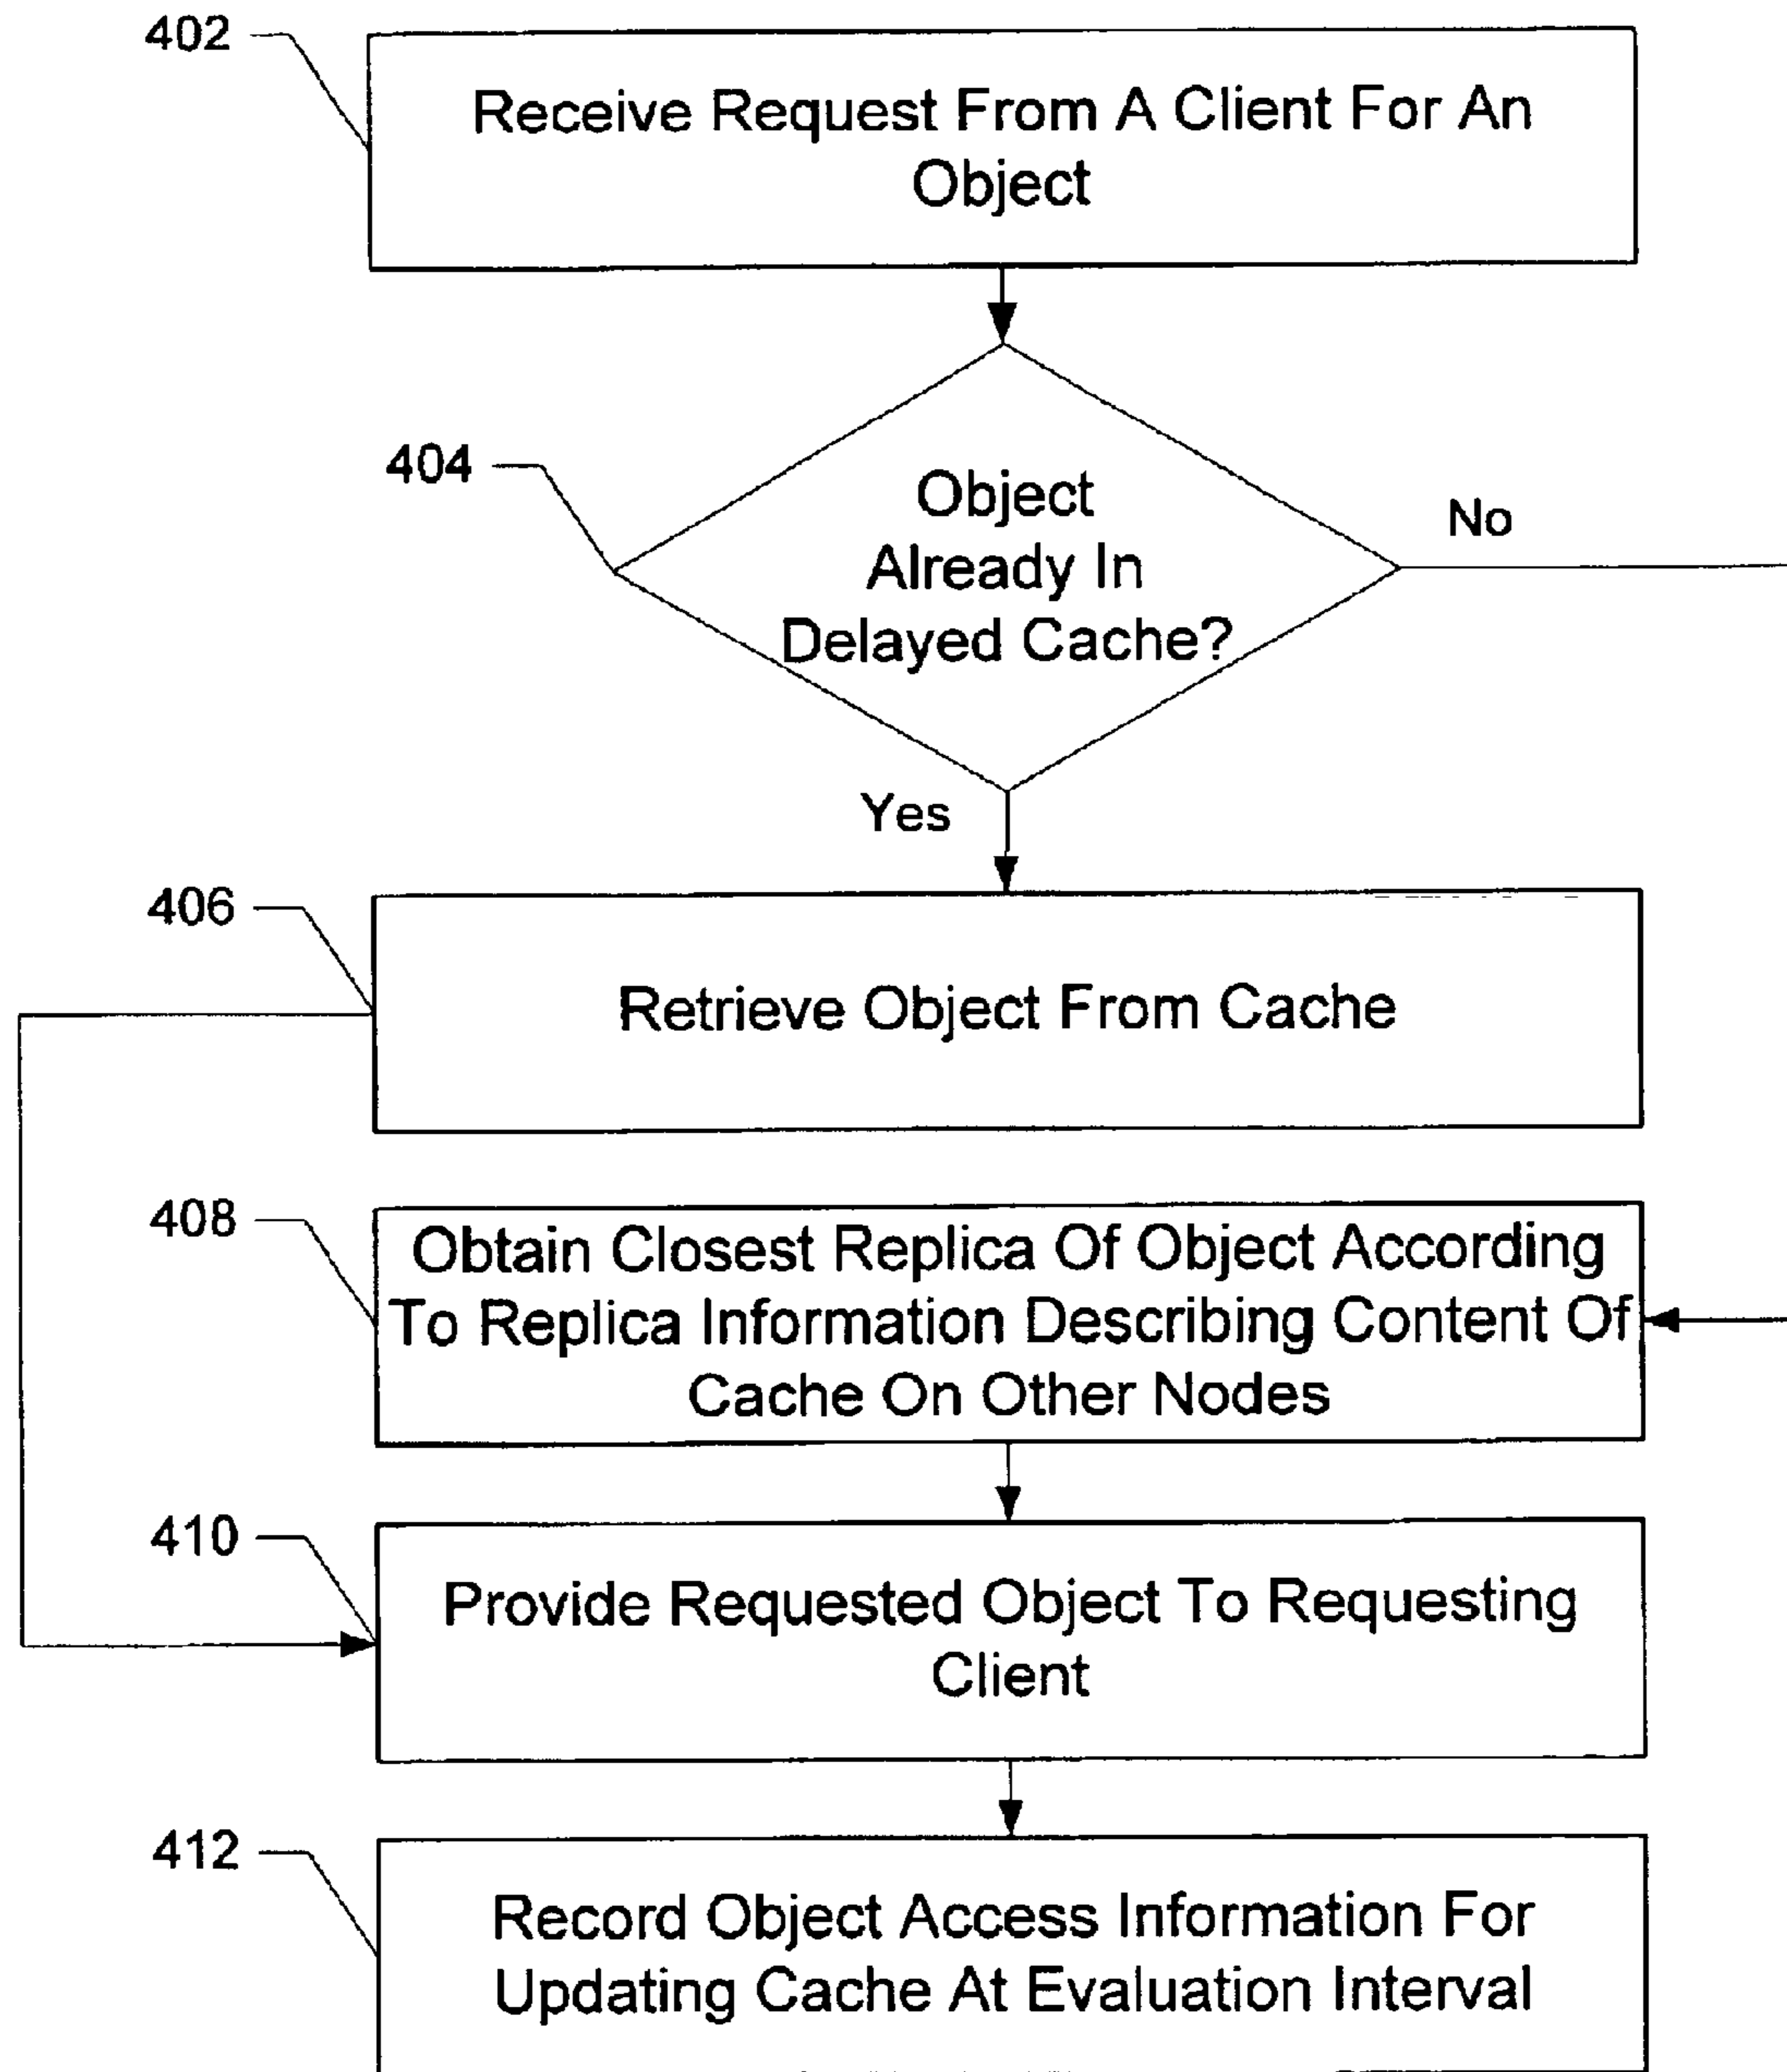 402
Receive Request From A Client For An
Object
404
Object
Already In
Delayed Cache?
No
Yes
406
Retrieve Object From Cache
408
Obtain Closest Replica Of Object According
To Replica Information Describing Content Of
Cache On Other Nodes
410
Provide Requested Object To Requesting
Client
412
Record Object Access Information For
Updating Cache At Evaluation Interval